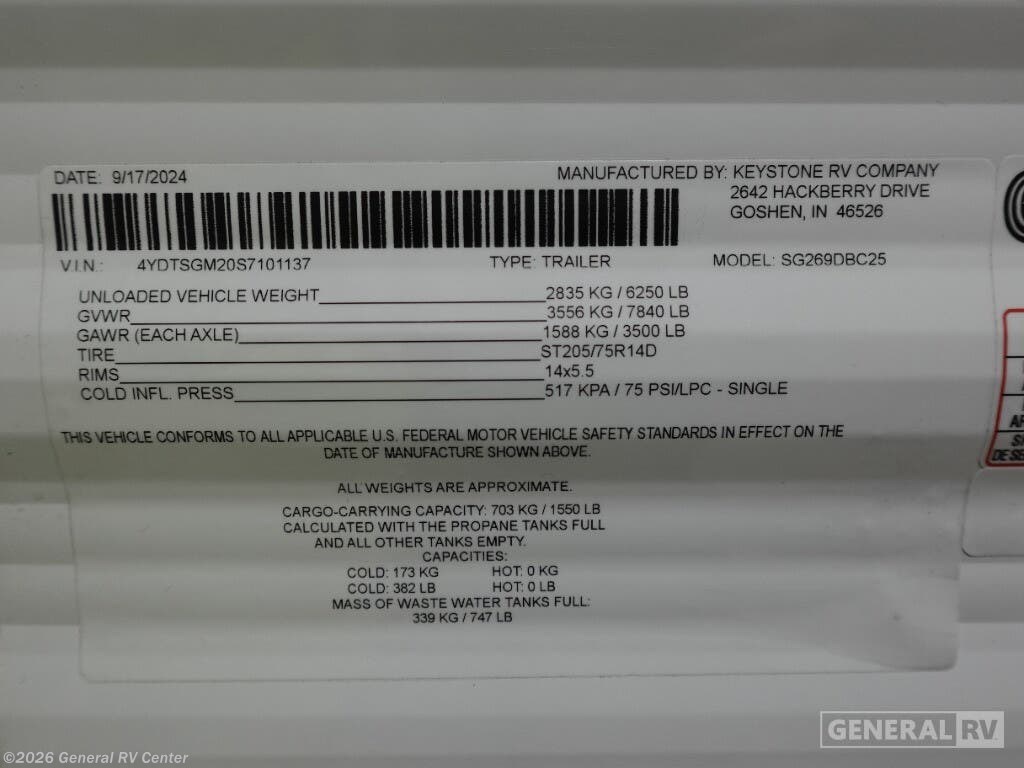 DATE: 9/17/2024
MANUFACTURED BY: KEYSTONE RV COMPANY
2642 HACKBERRY DRIVE
GOSHEN, IN 46526
V.I.N.: 4YDTSGM20S7101137 TYPE: TRAILER MODEL: SG269DBC25
UNLOADED VEHICLE WEIGHT 2835 KG / 6250 LB
GVWR 3556 KG / 7840 LB
GAWR (EACH AXLE) 1588 KG / 3500 LB
TIRE ST205/75R14D
RIMS 14x5.5
COLD INFL. PRESS 517 KPA / 75 PSI/LPC - SINGLE
THIS VEHICLE CONFORMS TO ALL APPLICABLE U.S. FEDERAL MOTOR VEHICLE SAFETY STANDARDS IN EFFECT ON THE
DATE OF MANUFACTURE SHOWN ABOVE.
ALL WEIGHTS ARE APPROXIMATE.
CARGO-CARRYING CAPACITY: 703 KG / 1550 LB
CALCULATED WITH THE PROPANE TANKS FULL
AND ALL OTHER TANKS EMPTY.
CAPACITIES:
COLD: 173 KG HOT: 0 KG
COLD: 382 LB HOT: 0 LB
MASS OF WASTE WATER TANKS FULL:
339 KG / 747 LB
GENERAL RV
©2026 General RV Center